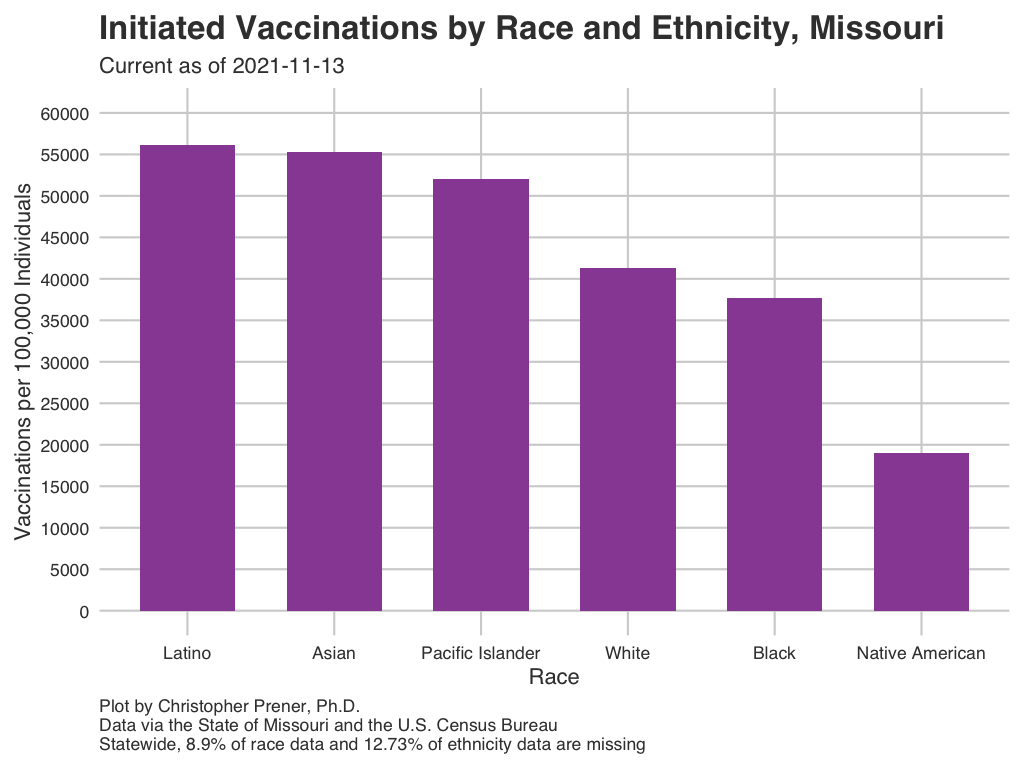 Initiated Vaccinations by Race and Ethnicity, Missouri
Current as of 2021-11-13
Vaccinations per 100,000 Individuals
60000
55000
50000
45000
40000
35000
30000
25000
20000
15000
10000
5000
0
Latino Asian Pacific Islander White Black Native American
Race
Plot by Christopher Prener, Ph.D.
Data via the State of Missouri and the U.S. Census Bureau
Statewide, 8.9% of race data and 12.73% of ethnicity data are missing